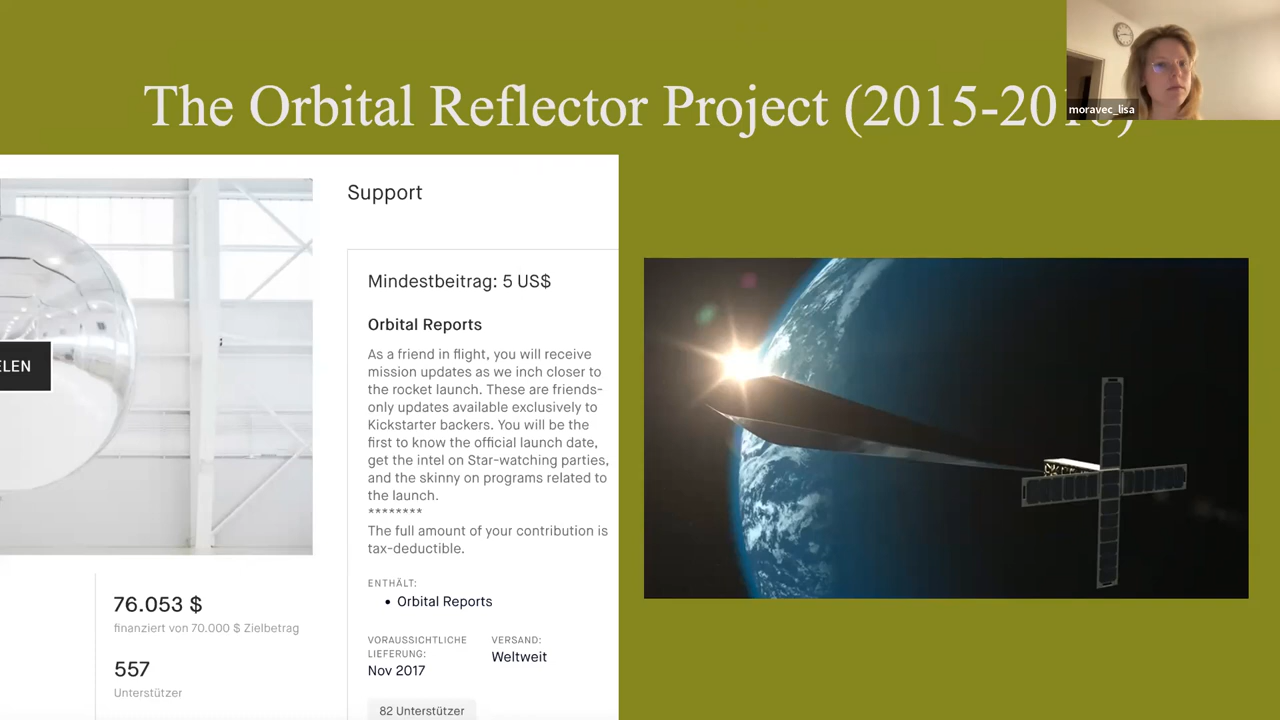 The Orbital Reflector Project (2015-20
moravec_lisa
Support
Mindestbeitrag: 5 US$
Orbital Reports
As a friend in flight, you will receive
mission updates as we inch closer to
the rocket launch. These are friends-
only updates available exclusively to
Kickstarter backers. You will be the
first to know the official launch date,
get the intel on Star-watching parties,
and the skinny on programs related to
the launch.
********
The full amount of your contribution is
tax-deductible.
ENTHÄLT:
• Orbital Reports
VORAUSSICHTLICHE
LIEFERUNG:
Nov 2017
VERSAND:
Weltweit
82 Unterstützer
ELEN
76.053 $
finanziert von 70.000 $ Zielbetrag
557
Unterstützer